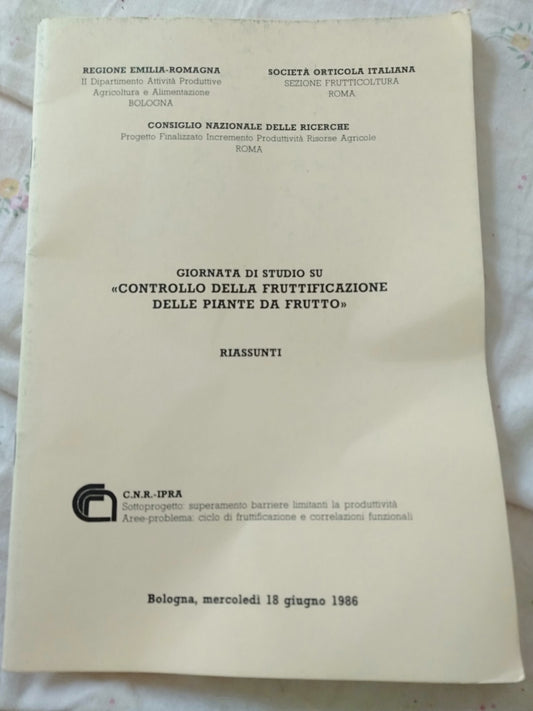 REGIONE EMILIA-ROMAGNA
II Dipartimento Attività Produttive
Agricoltura e Alimentazione
BOLOGNA
SOCIETÀ ORTICOLA ITALIANA
SEZIONE FRUTTICOLTURA
ROMA
CONSIGLIO NAZIONALE DELLE RICERCHE
Progetto Finalizzato Incremento Produttività Risorse Agricole
ROMA
GIORNATA DI STUDIO SU
«CONTROLLO DELLA FRUTTIFICAZIONE
DELLE PIANTE DA FRUTTO»
RIASSUNTI
C.N.R.-IPRA
Sottoprogetto: superamento barriere limitanti la produttività
Aree-problema: ciclo di fruttificazione e correlazioni funzionali
Bologna, mercoledì 18 giugno 1986